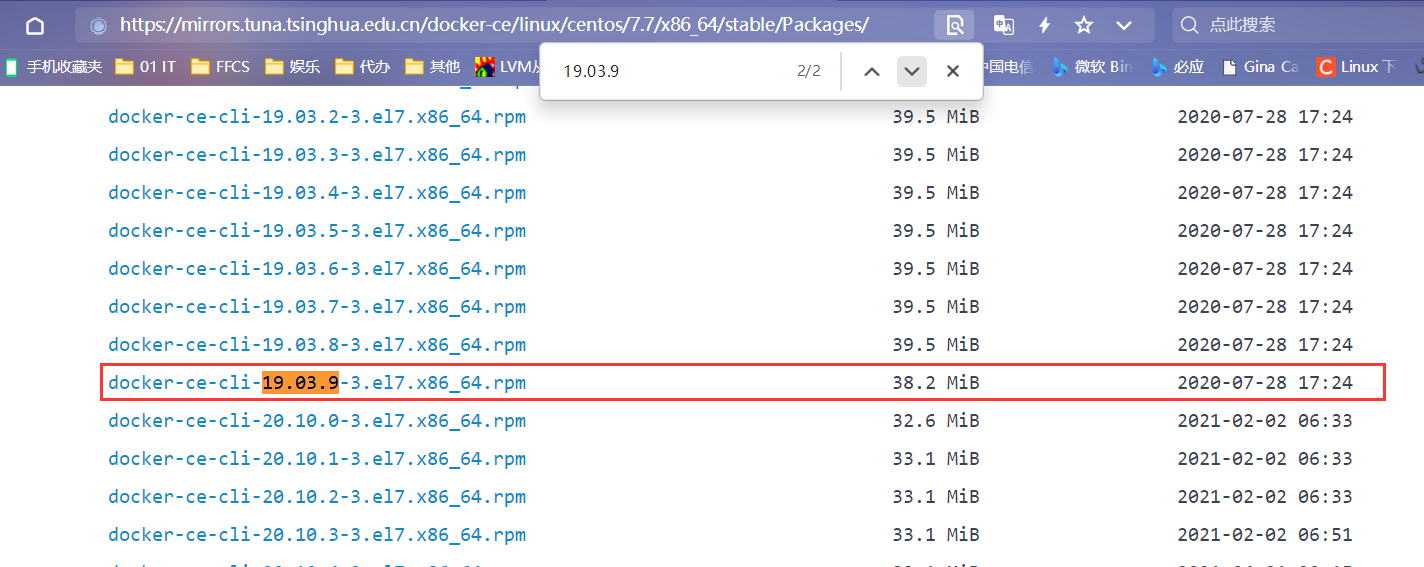 https://mirrors.tuna.tsinghua.edu.cn/docker-ce/linux/centos/7.7/x86_64/stable/Packages/ 点此搜索
手机收藏夹 01 IT FFCS 娱乐 代办 其他 中国电信 微软 Bin 必应 Gina Ca Linux 下
19.03.9 2/2
docker-ce-cli-19.03.2-3.el7.x86_64.rpm 39.5 MiB 2020-07-28 17:24
docker-ce-cli-19.03.3-3.el7.x86_64.rpm 39.5 MiB 2020-07-28 17:24
docker-ce-cli-19.03.4-3.el7.x86_64.rpm 39.5 MiB 2020-07-28 17:24
docker-ce-cli-19.03.5-3.el7.x86_64.rpm 39.5 MiB 2020-07-28 17:24
docker-ce-cli-19.03.6-3.el7.x86_64.rpm 39.5 MiB 2020-07-28 17:24
docker-ce-cli-19.03.7-3.el7.x86_64.rpm 39.5 MiB 2020-07-28 17:24
docker-ce-cli-19.03.8-3.el7.x86_64.rpm 39.5 MiB 2020-07-28 17:24
docker-ce-cli-19.03.9-3.el7.x86_64.rpm 38.2 MiB 2020-07-28 17:24
docker-ce-cli-20.10.0-3.el7.x86_64.rpm 32.6 MiB 2021-02-02 06:33
docker-ce-cli-20.10.1-3.el7.x86_64.rpm 33.1 MiB 2021-02-02 06:33
docker-ce-cli-20.10.2-3.el7.x86_64.rpm 33.1 MiB 2021-02-02 06:33
docker-ce-cli-20.10.3-3.el7.x86_64.rpm 33.1 MiB 2021-02-02 06:51